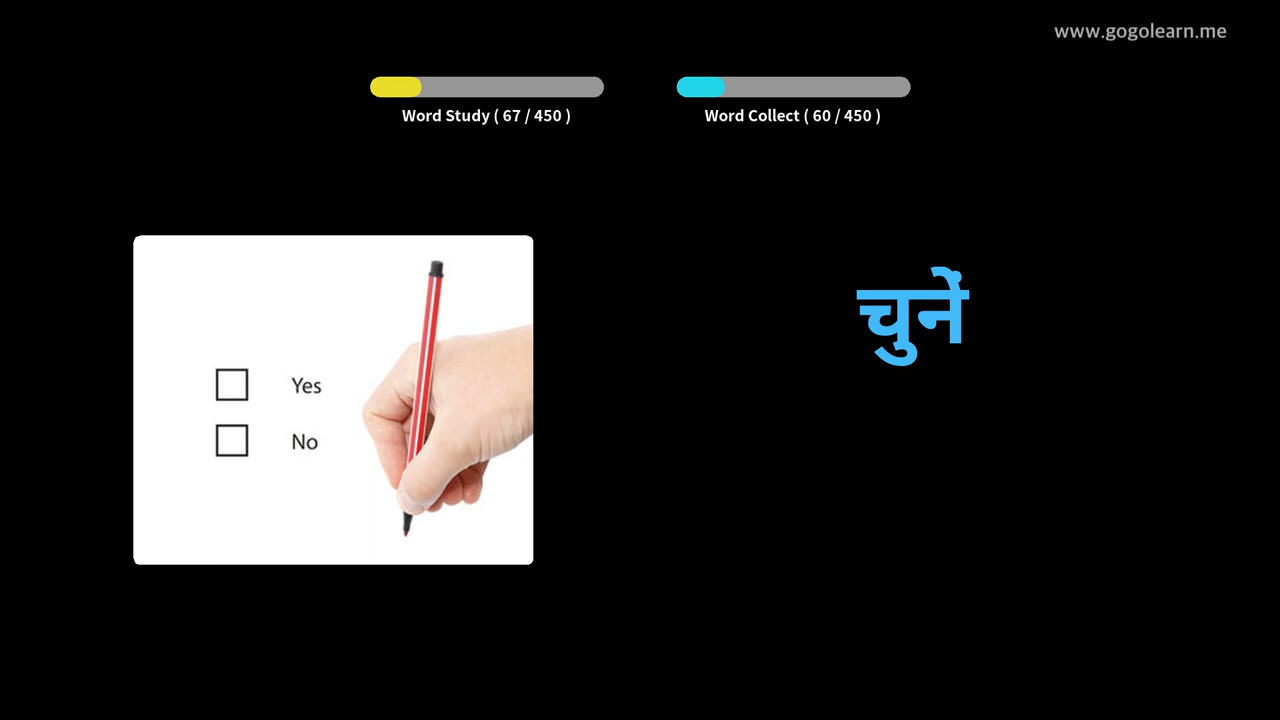 www.gogolearn.me
Word Study ( 67 / 450 )
Word Collect ( 60 / 450 )
चुनें
Yes
No